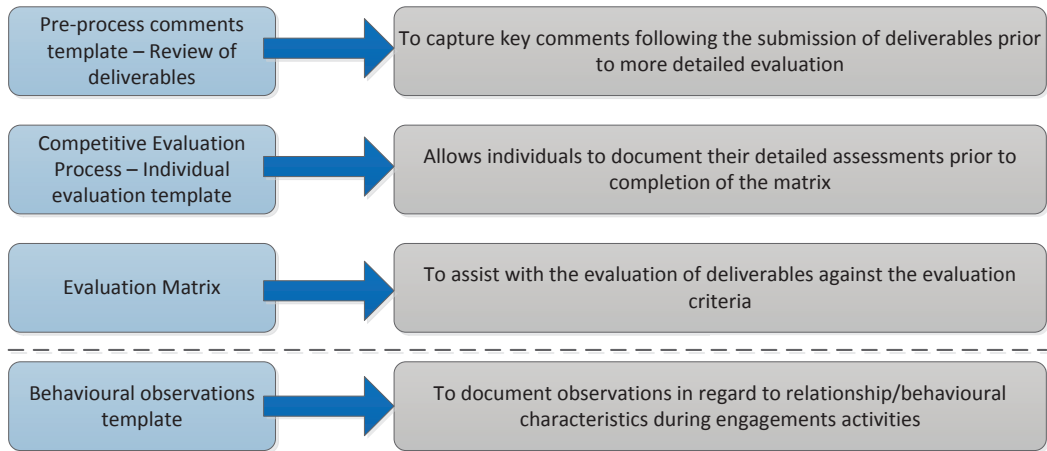 Pre-process comments
template – Review of
deliverables
To capture key comments following the submission of deliverables prior
to more detailed evaluation
Competitive Evaluation
Process – Individual
evaluation template
Allows individuals to document their detailed assessments prior to
completion of the matrix
Evaluation Matrix
To assist with the evaluation of deliverables against the evaluation
criteria
Behavioural observations
template
To document observations in regard to relationship/behavioural
characteristics during engagements activities